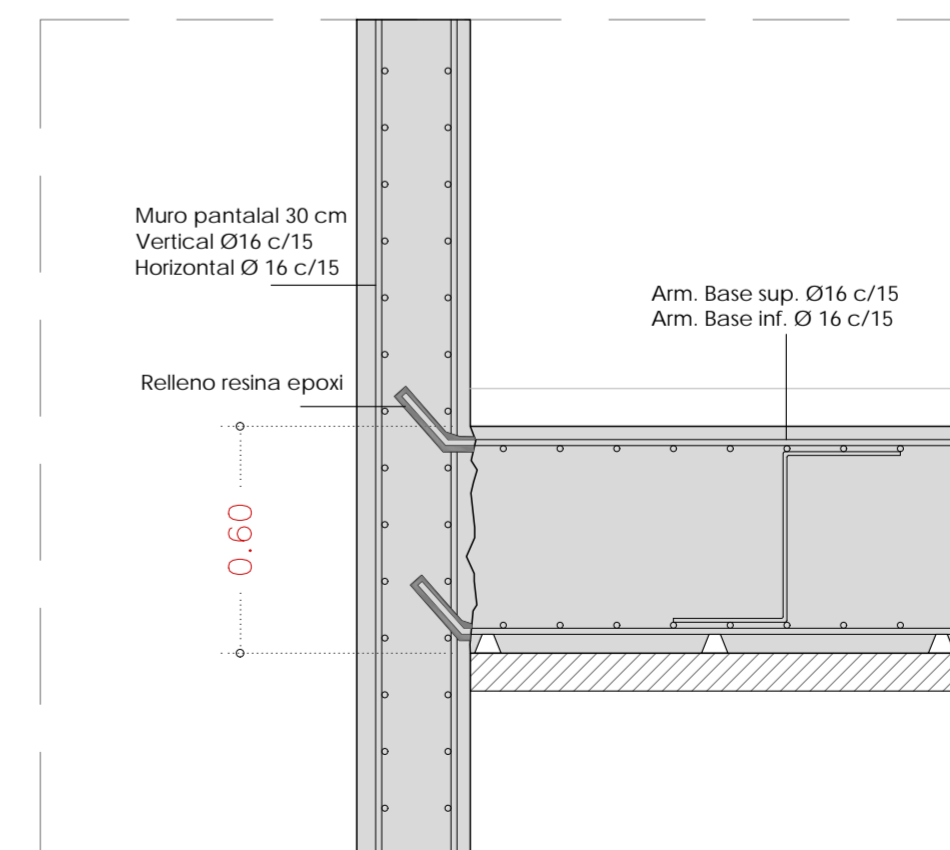 Muro pantalal 30 cm
Vertical Ø16 c/15
Horizontal Ø 16 c/15
Arm. Base sup. Ø16 c/15
Arm. Base inf. Ø 16 c/15
Relleno resina epoxi
0.60